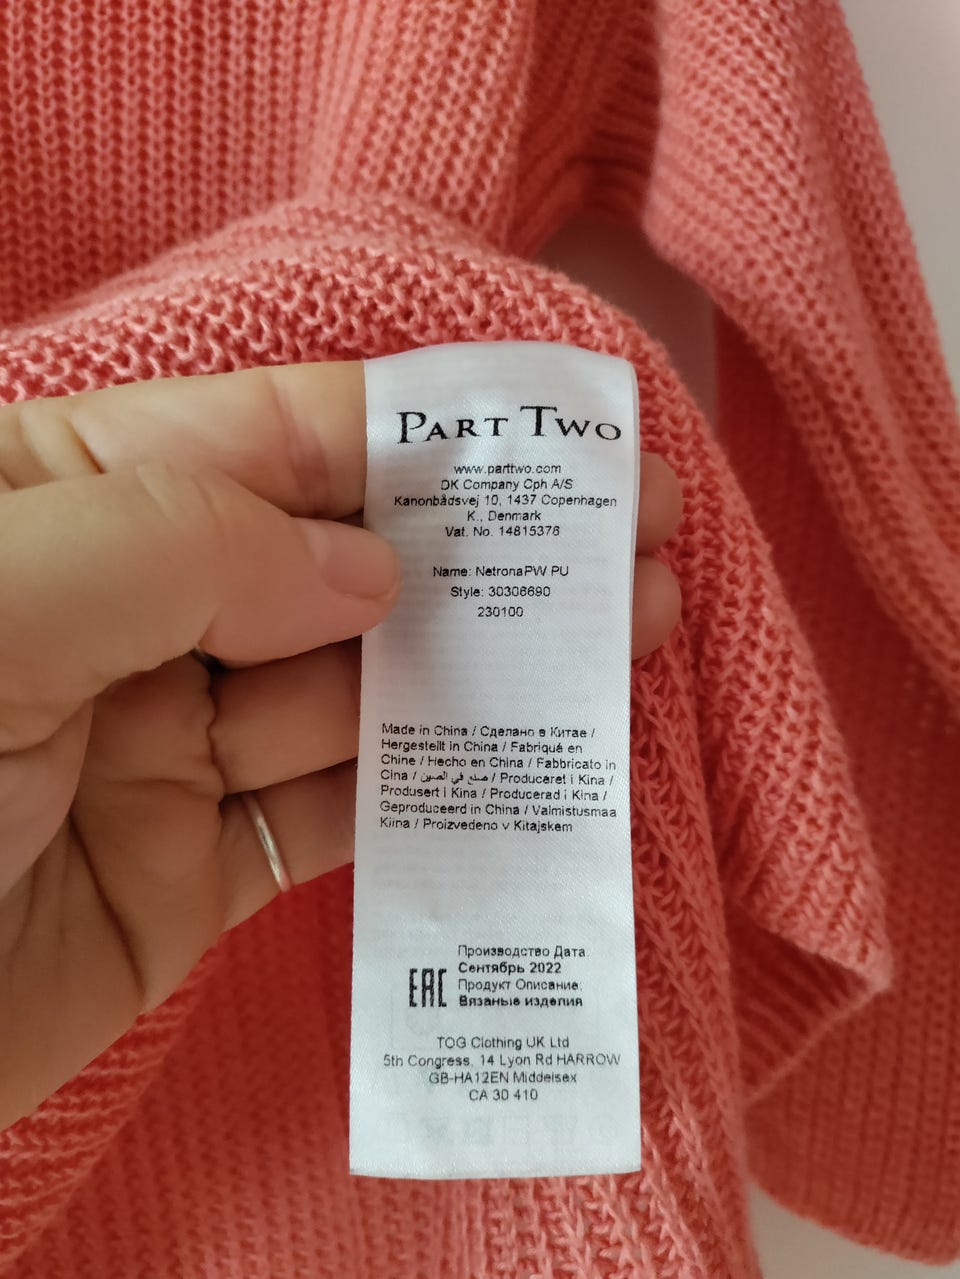 PART TWO
www.parttwo.com
DK Company Cph A/S
Kanonbådsvej 10, 1437 Copenhagen
K., Denmark
Vat. No. 14815376
Name: NetronaPW PU
Style: 30306690
230100
Made in China / Сделано в Китае /
Hergestellt in China / Fabriqué en
Chine / Hecho en China / Fabbricato in
Cina / صنع في الصين / Produceret i Kina /
Produsert i Kina / Producerad i Kina /
Geproduceerd in China / Valmistusmaa
Kiina / Proizvedeno v Kitajskem
Производство Дата:
Сентябрь 2022
EAC
Продукт Описание:
Вязаные изделия
TOG Clothing UK Ltd
5th Congress, 14 Lyon Rd HARROW
GB-HA12EN Middelsex
CA 30 410